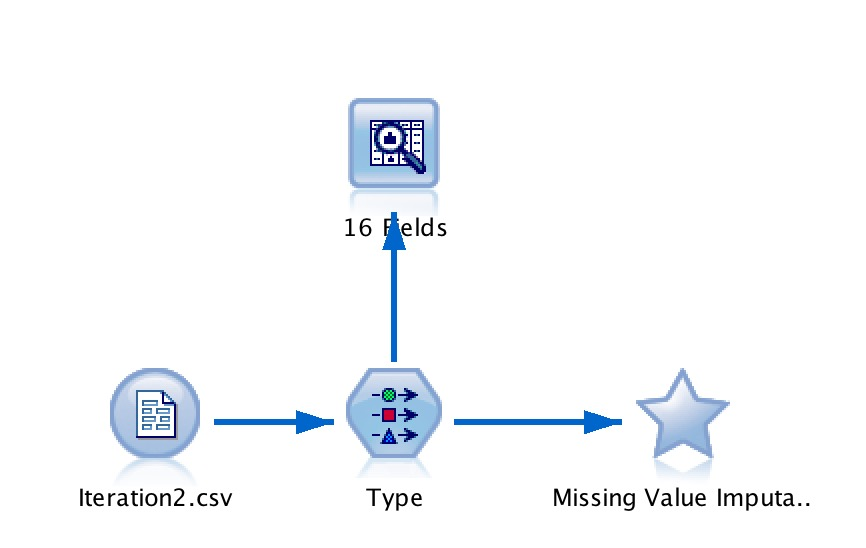 16 Fields
Iteration2.csv
Type
Missing Value Imputa..